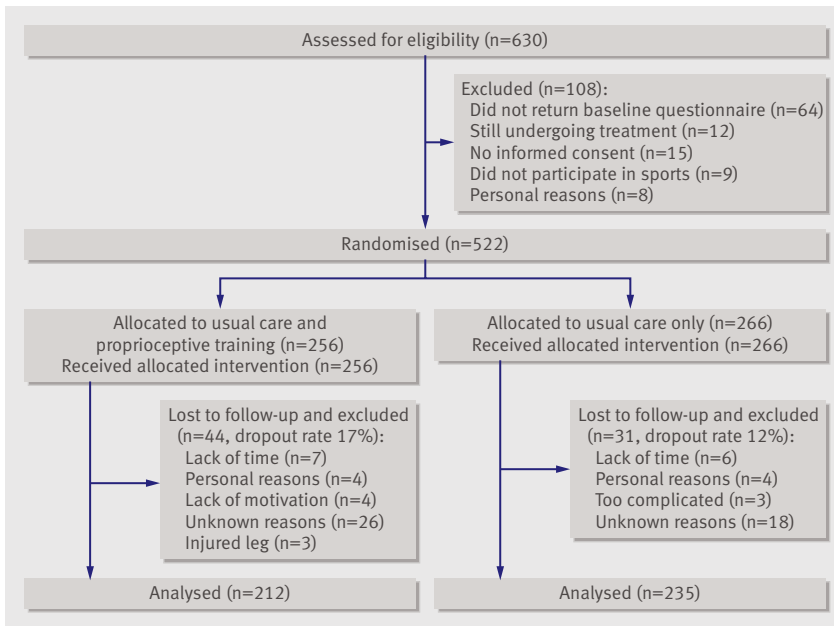 Assessed for eligibility (n=630)
Excluded (n=108):
Did not return baseline questionnaire (n=64)
Still undergoing treatment (n=12)
No informed consent (n=15)
Did not participate in sports (n=9)
Personal reasons (n=8)
Randomised (n=522)
Allocated to usual care and
proprioceptive training (n=256)
Received allocated intervention (n=256)
Lost to follow-up and excluded
(n=44, dropout rate 17%):
Lack of time (n=7)
Personal reasons (n=4)
Lack of motivation (n=4)
Unknown reasons (n=26)
Injured leg (n=3)
Analysed (n=212)
Allocated to usual care only (n=266)
Received allocated intervention (n=266)
Lost to follow-up and excluded
(n=31, dropout rate 12%):
Lack of time (n=6)
Personal reasons (n=4)
Too complicated (n=3)
Unknown reasons (n=18)
Analysed (n=235)